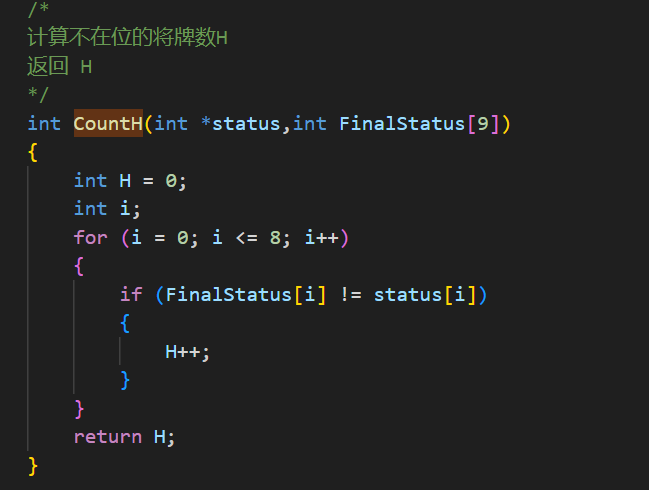 /*
计算不在位的将牌数H
返回 H
*/
int CountH(int *status,int FinalStatus[9])
{
    int H = 0;
    int i;
    for (i = 0; i <= 8; i++)
    {
        if (FinalStatus[i] != status[i])
        {
            H++;
        }
    }
    return H;
}